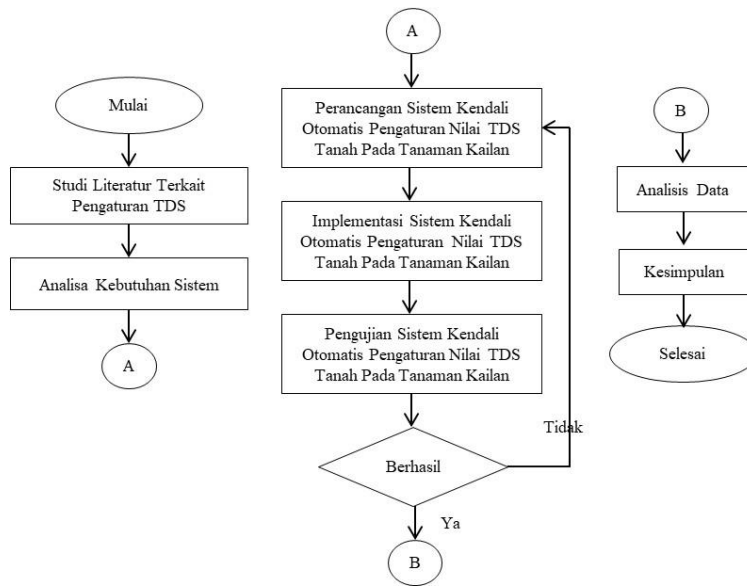 Mulai
Studi Literatur Terkait
Pengaturan TDS
Analisa Kebutuhan Sistem
A
A
Perancangan Sistem Kendali
Otomatis Pengaturan Nilai TDS
Tanah Pada Tanaman Kailan
Implementasi Sistem Kendali
Otomatis Pengaturan Nilai TDS
Tanah Pada Tanaman Kailan
Pengujian Sistem Kendali
Otomatis Pengaturan Nilai TDS
Tanah Pada Tanaman Kailan
Tidak
Berhasil
Ya
B
B
Analisis Data
Kesimpulan
Selesai